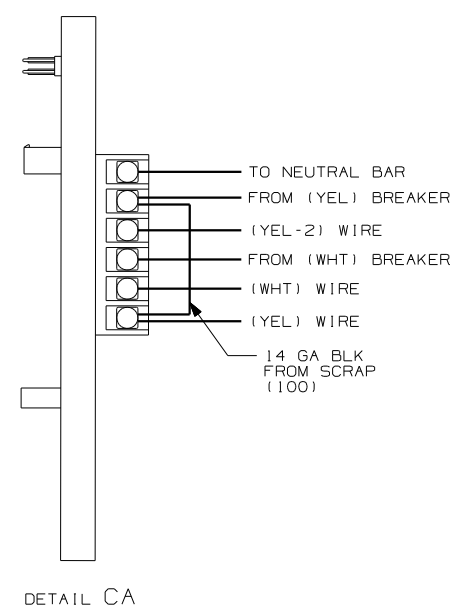 TO NEUTRAL BAR
FROM (YEL) BREAKER
(YEL-2) WIRE
FROM (WHT) BREAKER
(WHT) WIRE
(YEL) WIRE
14 GA BLK
FROM SCRAP
(100)
DETAIL CA